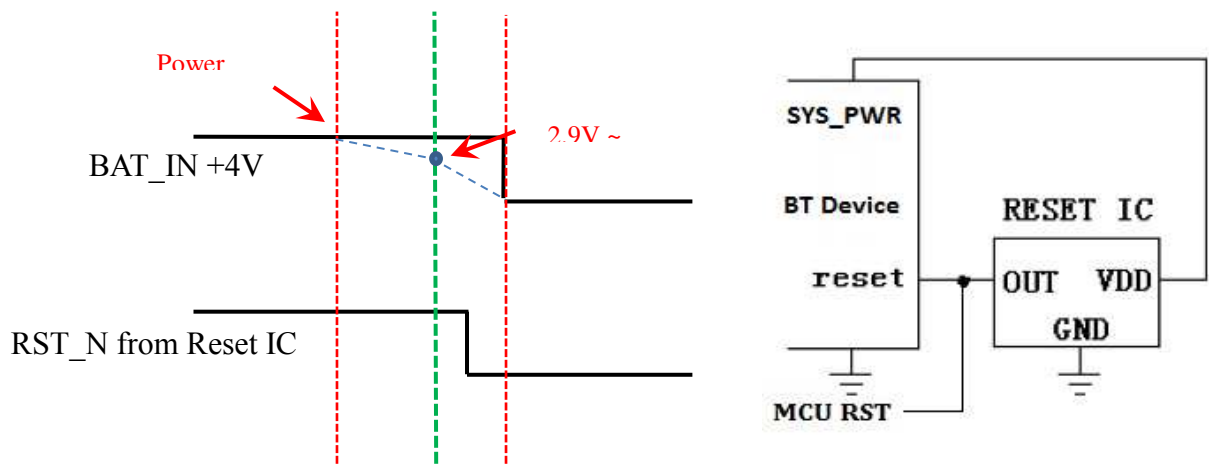 Power
2.9V ~
BAT_IN +4V
RST_N from Reset IC
SYS_PWR
BT Device
reset
RESET IC
OUT VDD
GND
MCU RST